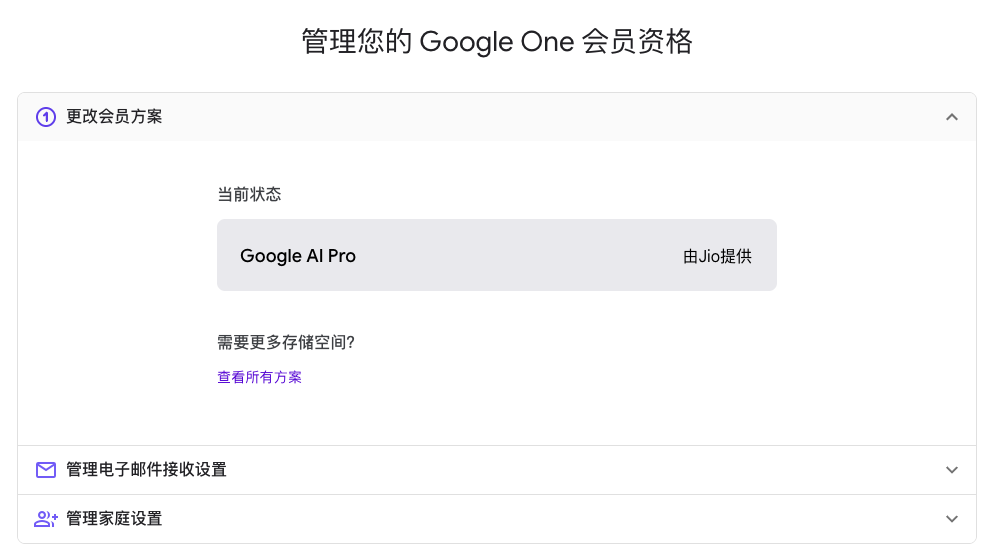 管理您的 Google One 会员资格
更改会员方案
当前状态
Google AI Pro
由Jio提供
需要更多存储空间?
查看所有方案
管理电子邮件接收设置
管理家庭设置